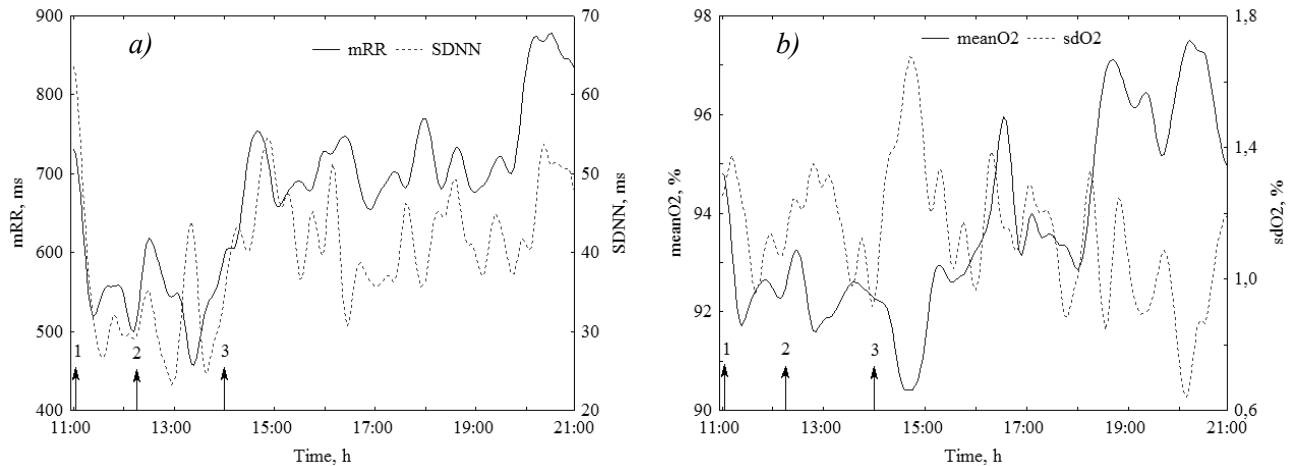 a)
mRR SDNN
900
800
700
600
500
400
mRR, ms
70
60
50
40
30
20
SDNN, ms
1 2 3
11:00 13:00 15:00 17:00 19:00 21:00
Time, h
b)
meanO2 sdO2
98
96
94
92
90
meanO2, %
1,8
1,4
1,0
0,6
sdO2, %
1 2 3
11:00 13:00 15:00 17:00 19:00 21:00
Time, h